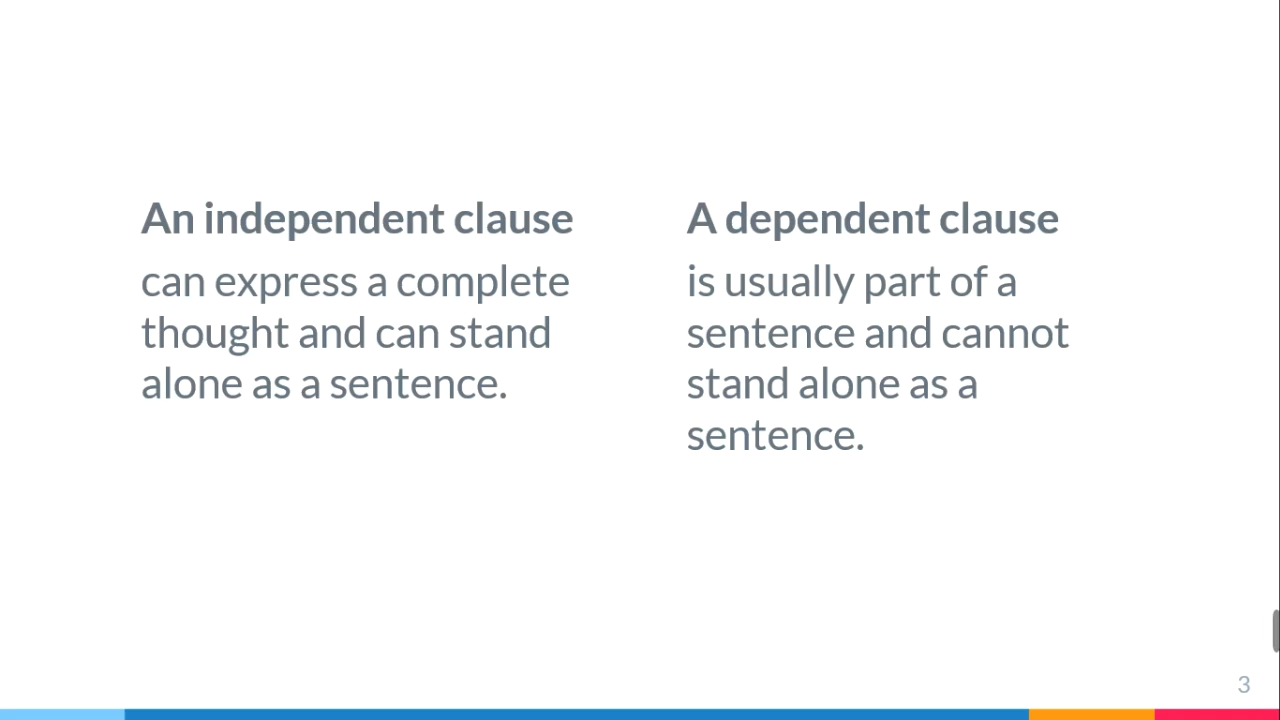 An independent clause
can express a complete
thought and can stand
alone as a sentence.
A dependent clause
is usually part of a
sentence and cannot
stand alone as a
sentence.
3